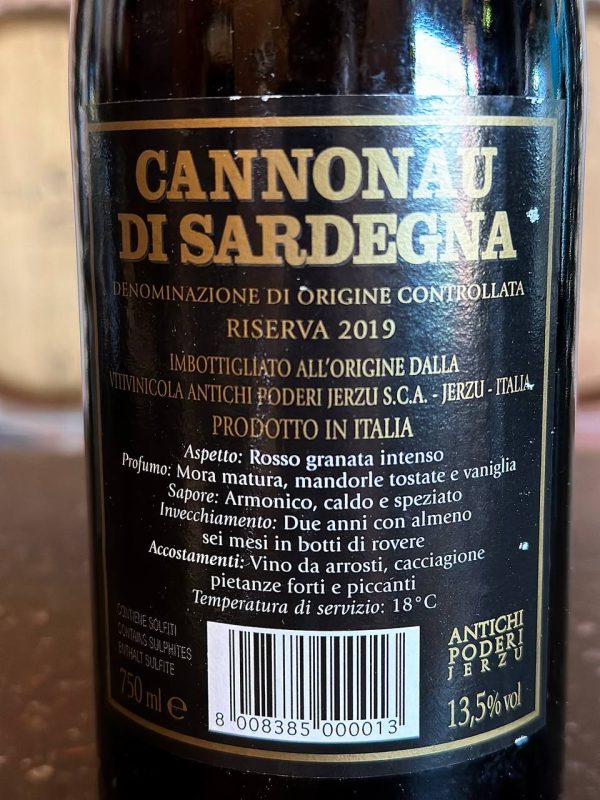 CANNONAU
DI SARDEGNA
DENOMINAZIONE DI ORIGINE CONTROLLATA
RISERVA 2019
IMBOTTIGLIATO ALL'ORIGINE DALLA
VITIVINICOLA ANTICHI PODERI JERZU S.C.A. - JERZU - ITALIA
PRODOTTO IN ITALIA
Aspetto: Rosso granata intenso
Profumo: Mora matura, mandorle tostate e vaniglia
Sapore: Armonico, caldo e speziato
Invecchiamento: Due anni con almeno
sei mesi in botti di rovere
Accostamenti: Vino da arrosti, cacciagione
pietanze forti e piccanti
Temperatura di servizio: 18°C
CONTIENE SOLFITI
CONTAINS SULPHITES
ENTHALT SULFITE
750 ml e
8 008385 000013
ANTICHI
PODERI
JERZU
13,5% vol